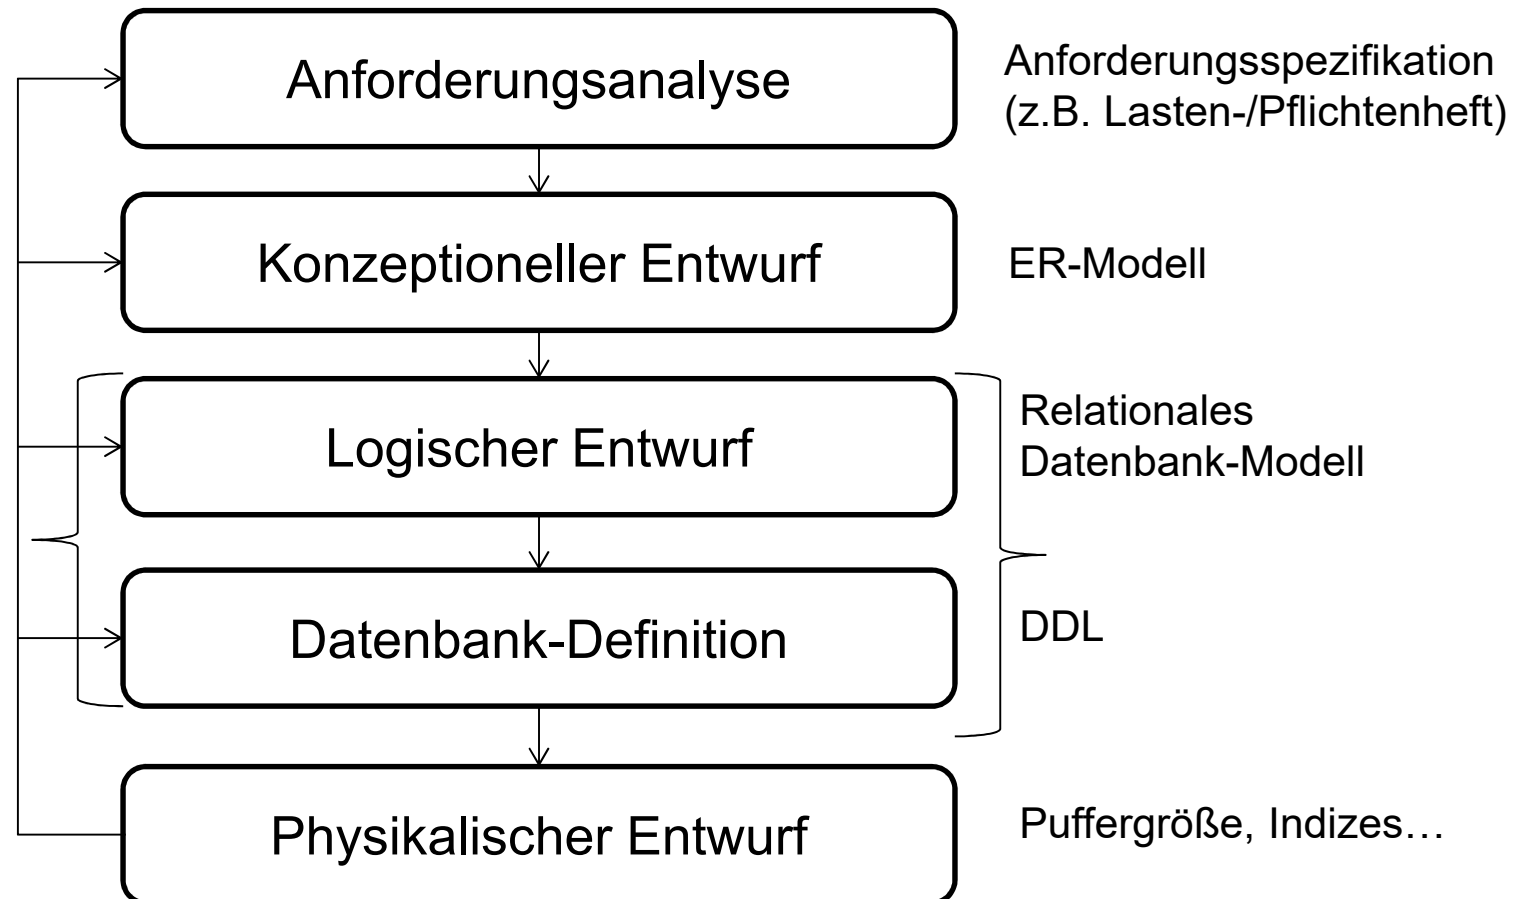 Anforderungsanalyse
Anforderungsspezifikation
(z.B. Lasten-/Pflichtenheft)
Konzeptioneller Entwurf
ER-Modell
Logischer Entwurf
Relationales
Datenbank-Modell
Datenbank-Definition
DDL
Physikalischer Entwurf
Puffergröße, Indizes…